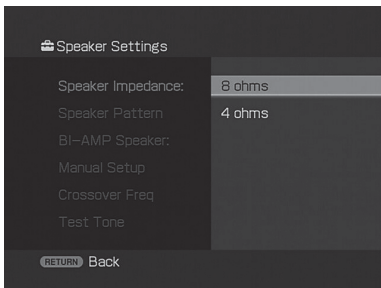 Speaker Settings
Speaker Impedance: 8 ohms
Speaker Pattern 4 ohms
BI-AMP Speaker:
Manual Setup
Crossover Freq
Test Tone
RETURN Back